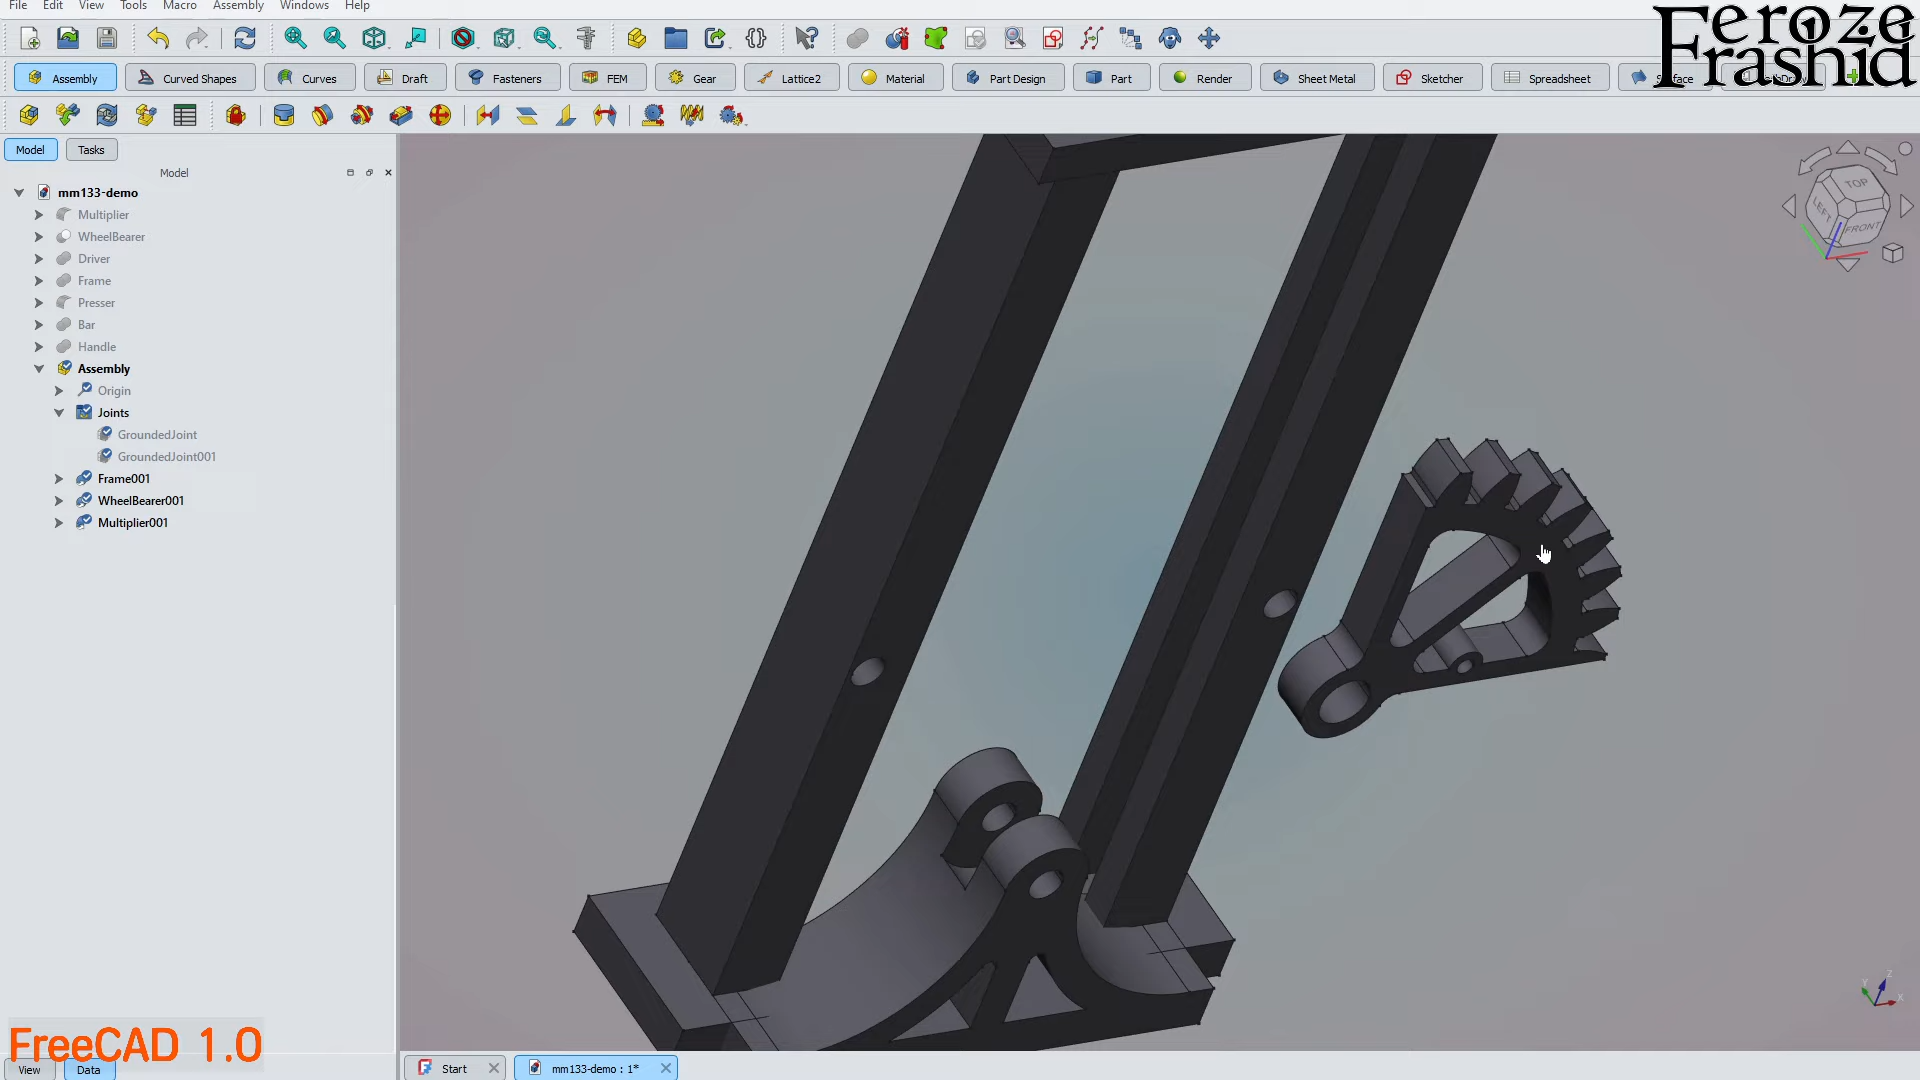 File Edit View Tools Macro Assembly Windows Help
Feroze
Frashid
Assembly Curved Shapes Curves Draft Fasteners FEM Gear Lattice2 Material Part Design Part Render Sheet Metal Sketcher Spreadsheet
Model Tasks
Model
mm133-demo
Multiplier
WheelBearer
Driver
Frame
Presser
Bar
Handle
Assembly
Origin
Joints
GroundedJoint
GroundedJoint001
Frame001
WheelBearer001
Multiplier001
TOP
LEFT
FRONT
Z
X
FreeCAD 1.0
View Data
Start
mm133-demo : 1*